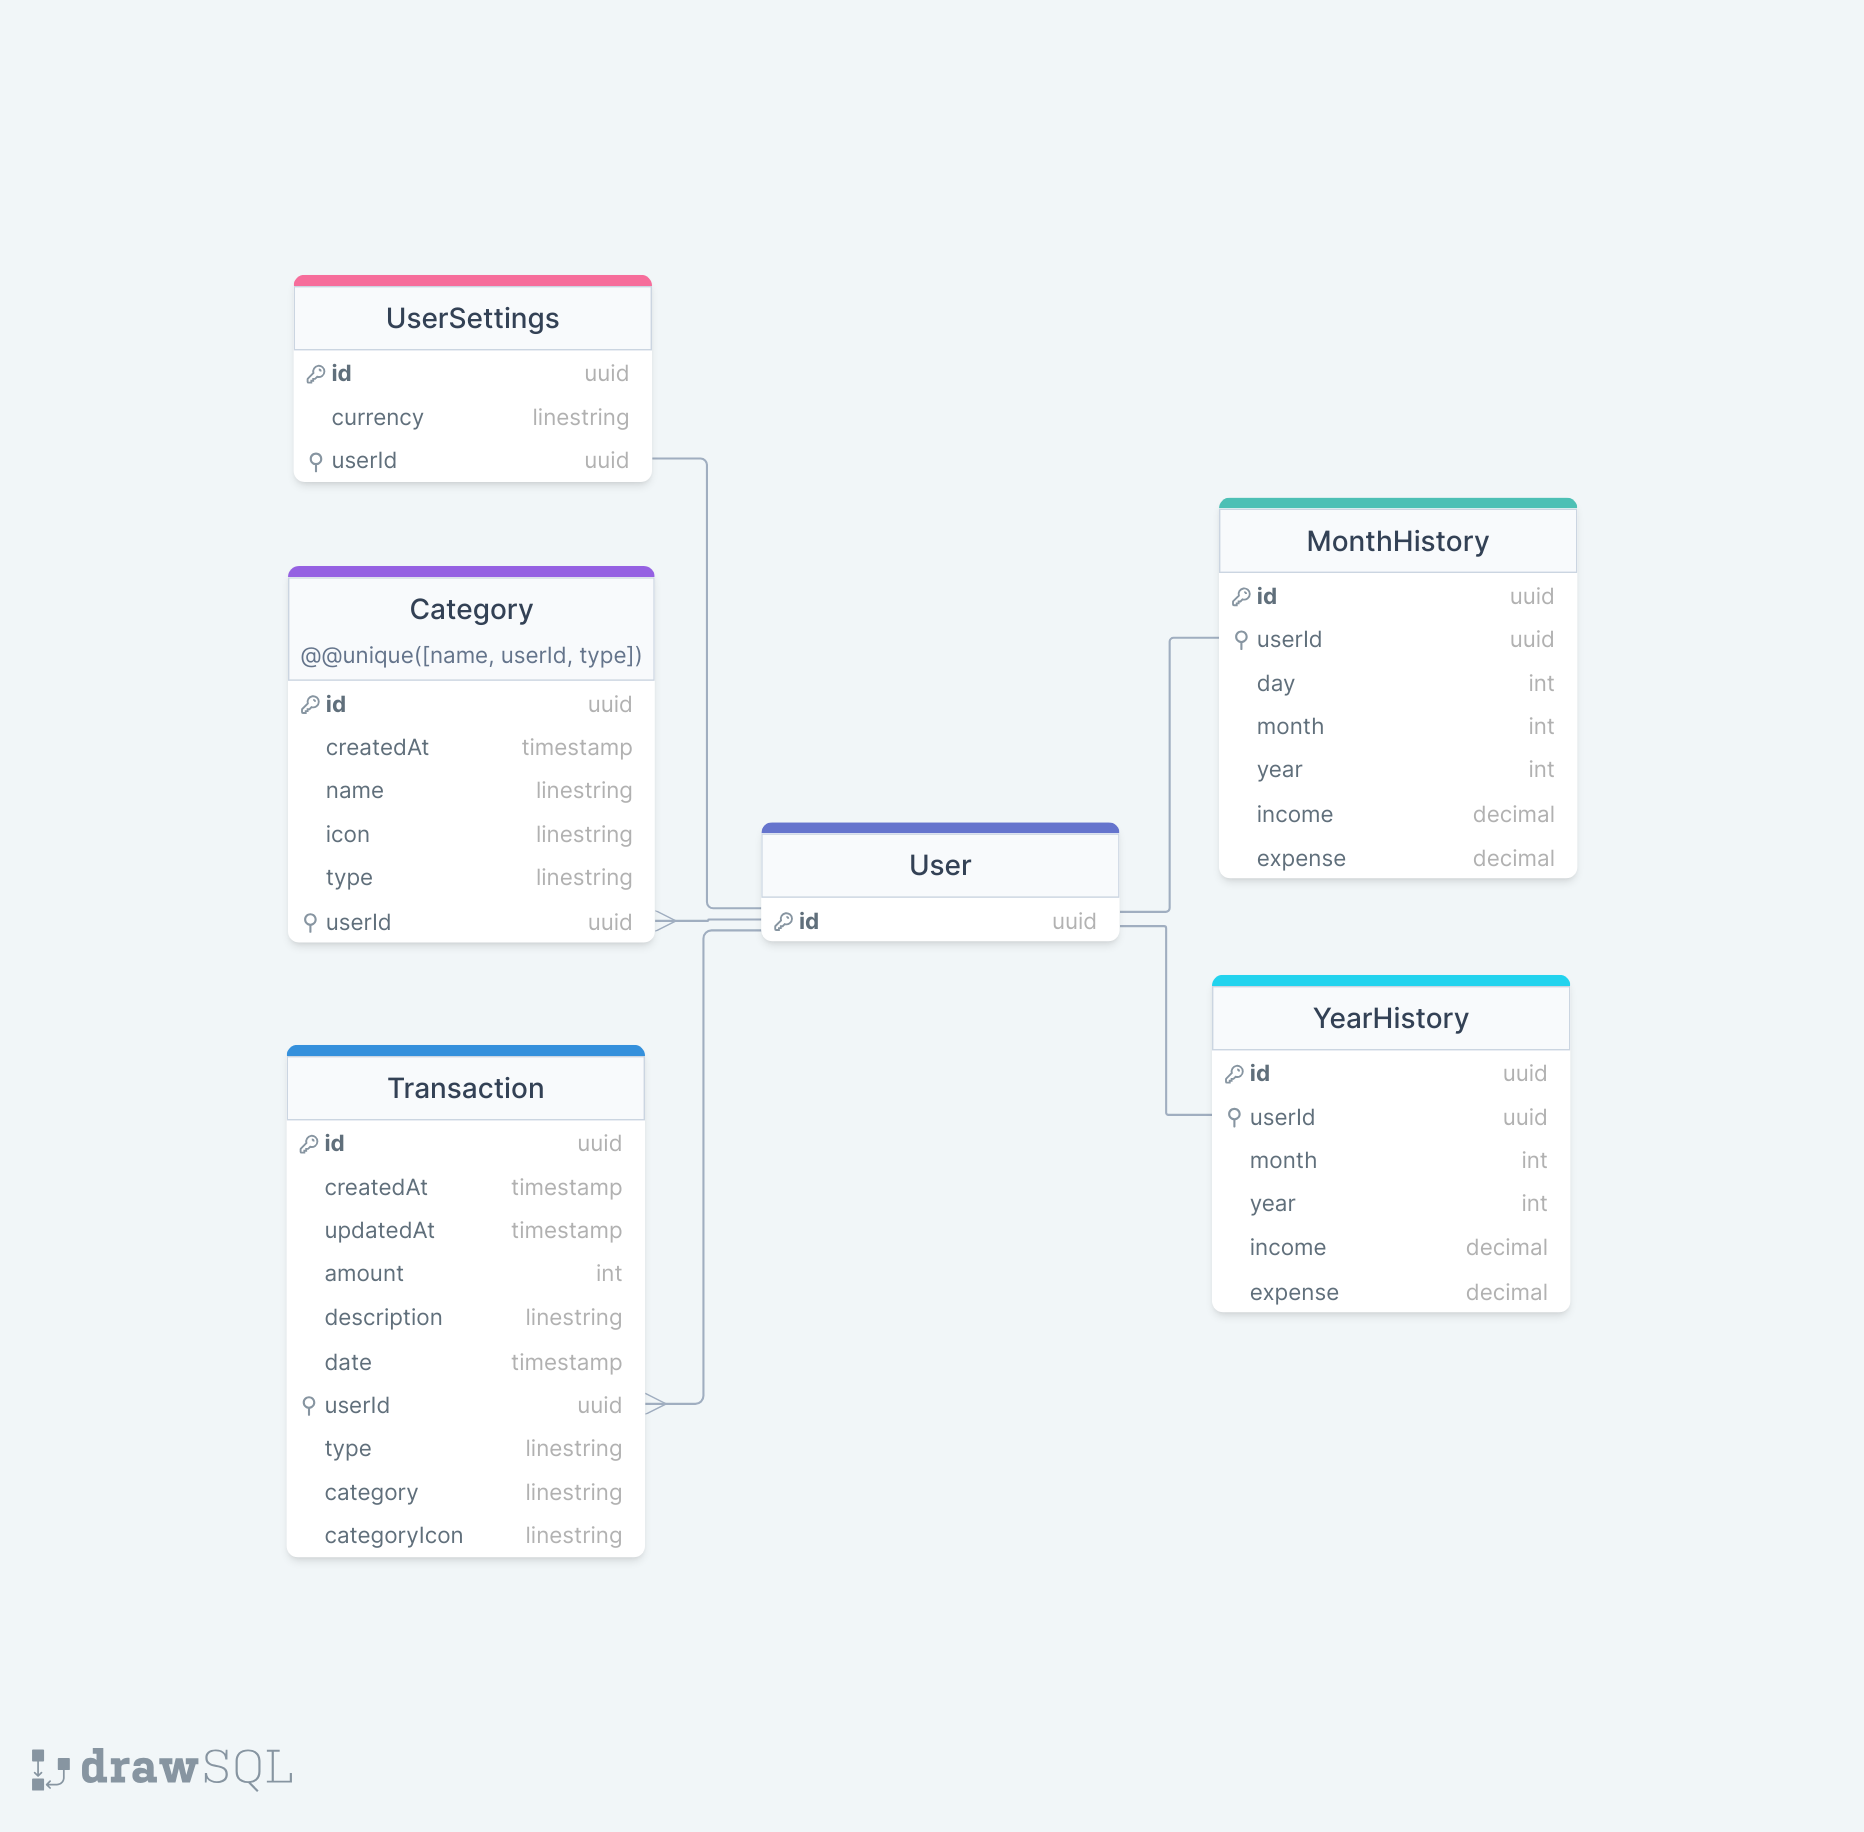 UserSettings
id uuid
currency linestring
userId uuid
Category
@@unique([name, userId, type])
id uuid
createdAt timestamp
name linestring
icon linestring
type linestring
userId uuid
Transaction
id uuid
createdAt timestamp
updatedAt timestamp
amount int
description linestring
date timestamp
userId uuid
type linestring
category linestring
categoryIcon linestring
User
id uuid
MonthHistory
id uuid
userId uuid
day int
month int
year int
income decimal
expense decimal
YearHistory
id uuid
userId uuid
month int
year int
income decimal
expense decimal
drawSQL